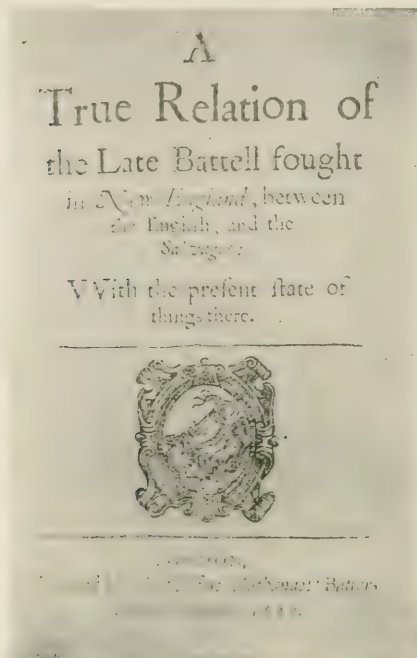 A
True Relation of
the Late Battell fought
in New England, between
the English, and the
Salvages:
VVith the preſent ſtate of
things there.
Butter,